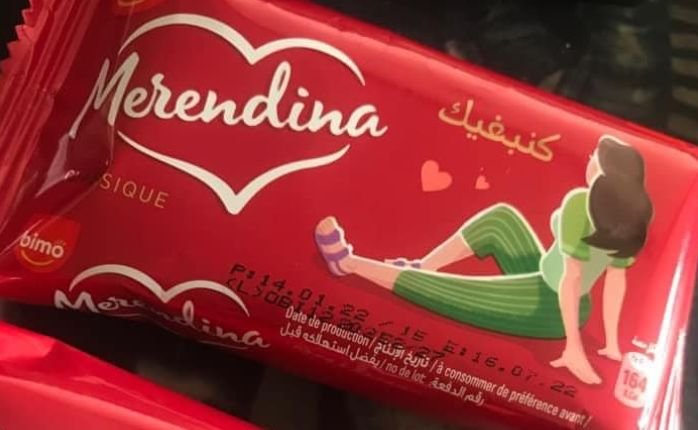 Merendina
كنبغيك
bimo
Merendina
P:14.01.22 / 15 E:16.07.22
Date de production / تاريخ الإنتاج / à consommer de préférence avant /
يفضل استهلاكه قبل / no de lot / رقم الدفعة
164